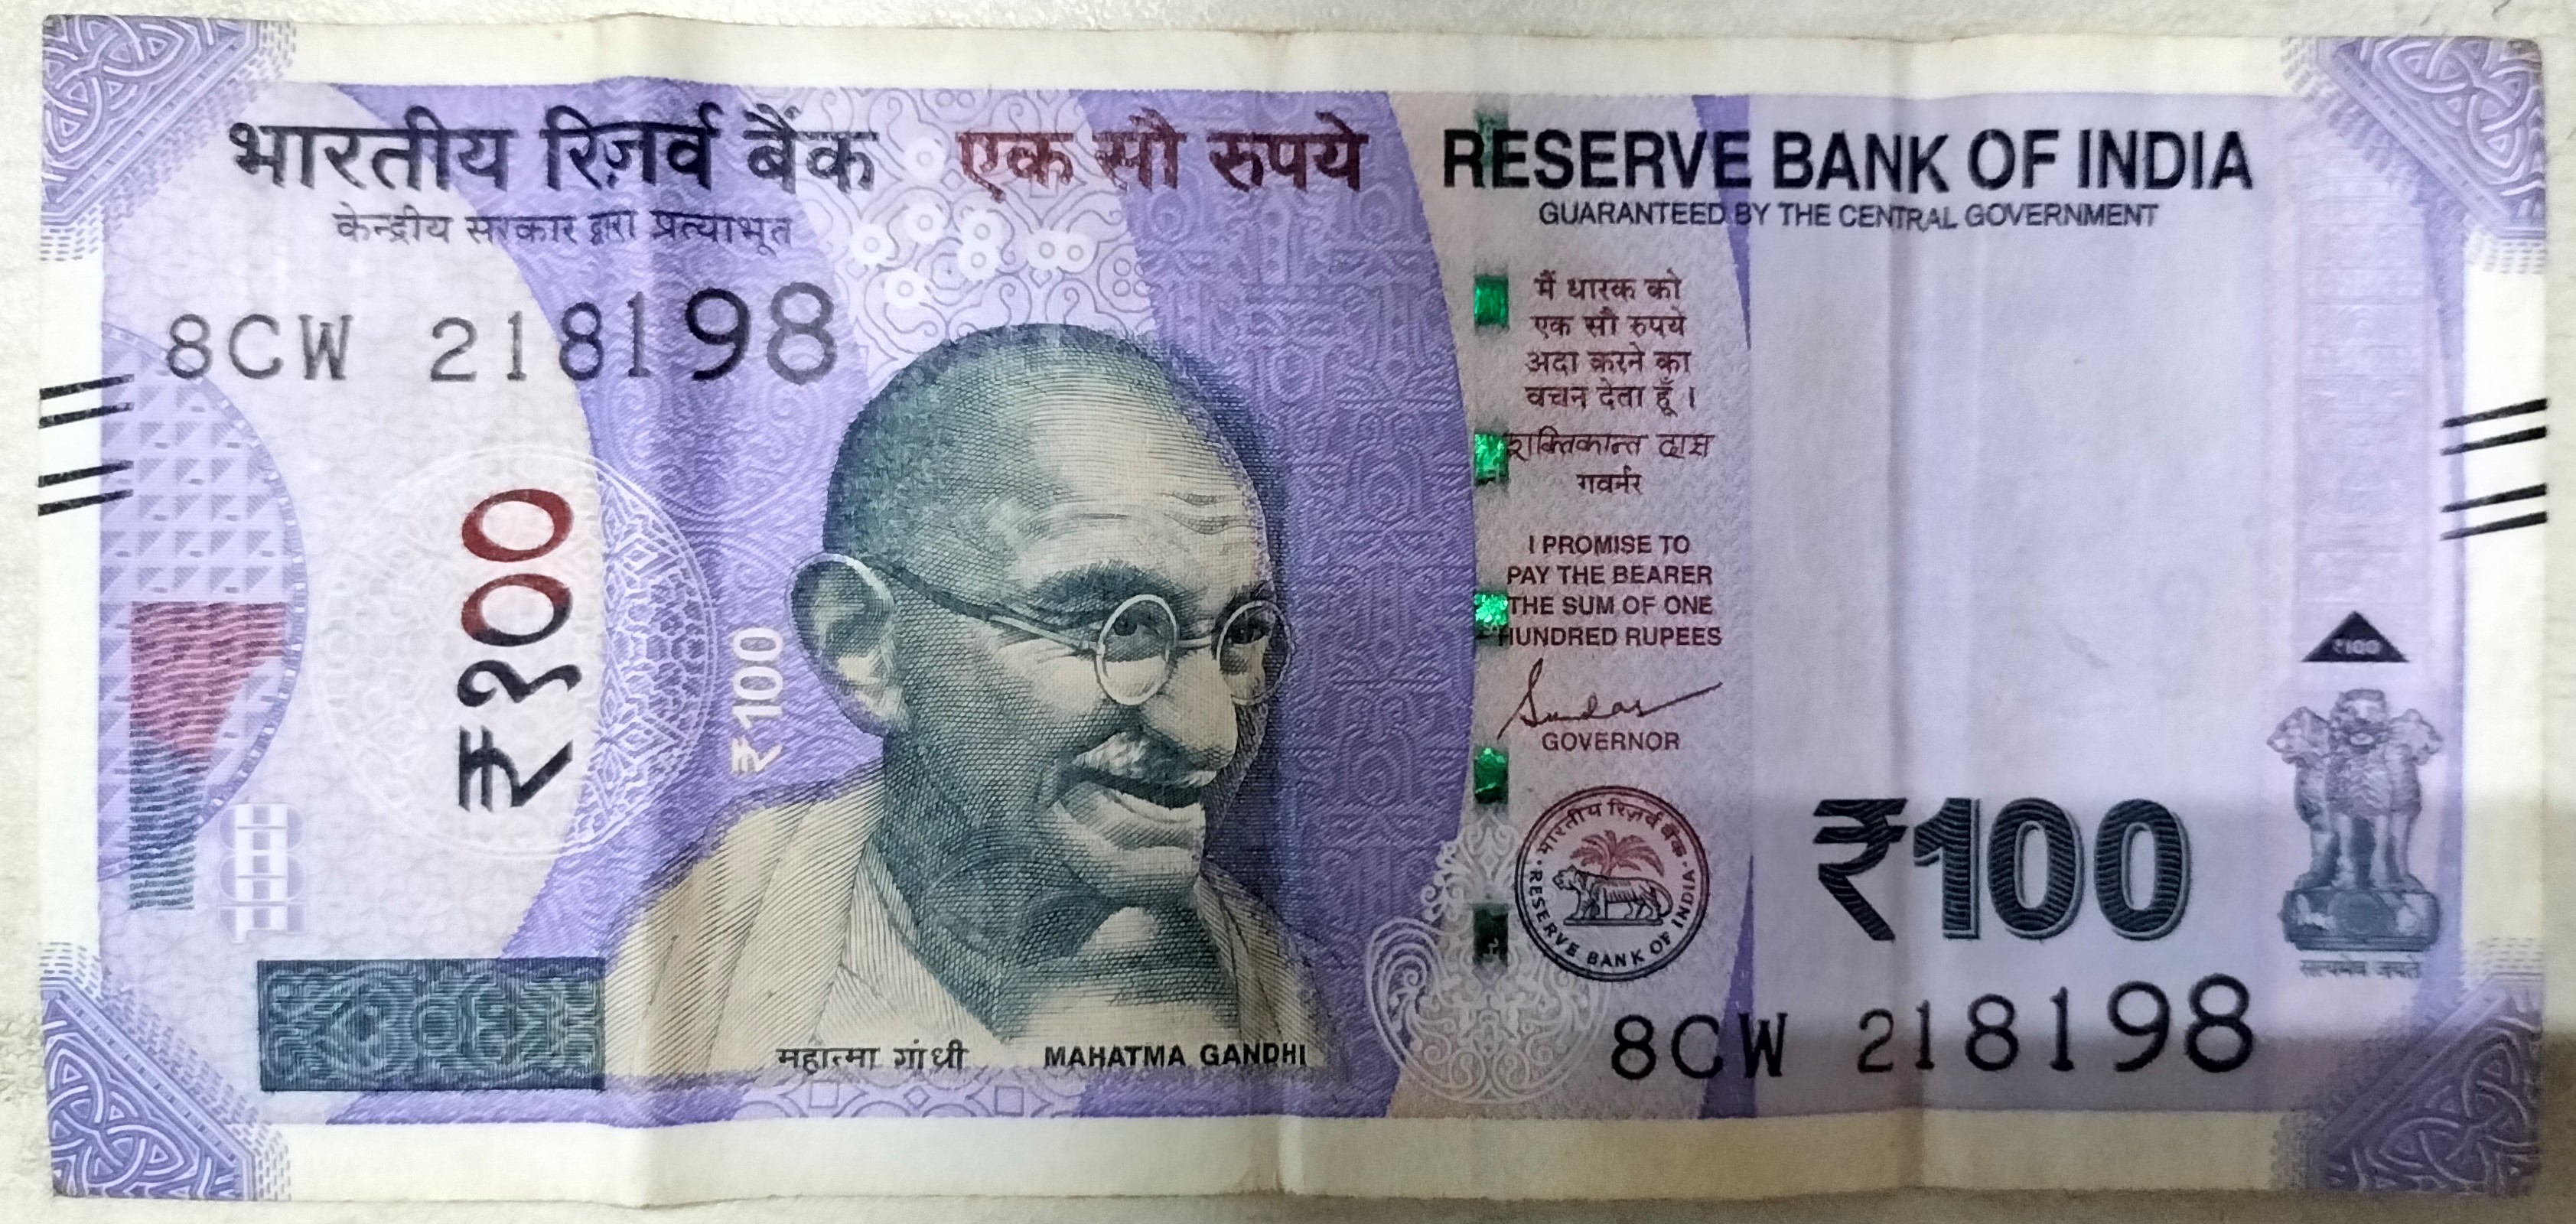 भारतीय रिज़र्व बैंक
केन्द्रीय सरकार द्वारा प्रत्याभूत
एक सौ रुपये
RESERVE BANK OF INDIA
GUARANTEED BY THE CENTRAL GOVERNMENT
8CW 218198
₹१००
₹100
100
मैं धारक को
एक सौ रुपये
अदा करने का
वचन देता हूँ ।
शक्तिकान्त दास
गवर्नर
I PROMISE TO
PAY THE BEARER
THE SUM OF ONE
HUNDRED RUPEES
GOVERNOR
भारतीय रिज़र्व बैंक
RESERVE BANK OF INDIA
₹100
₹100
सत्यमेव जयते
8CW 218198
महात्मा गांधी MAHATMA GANDHI